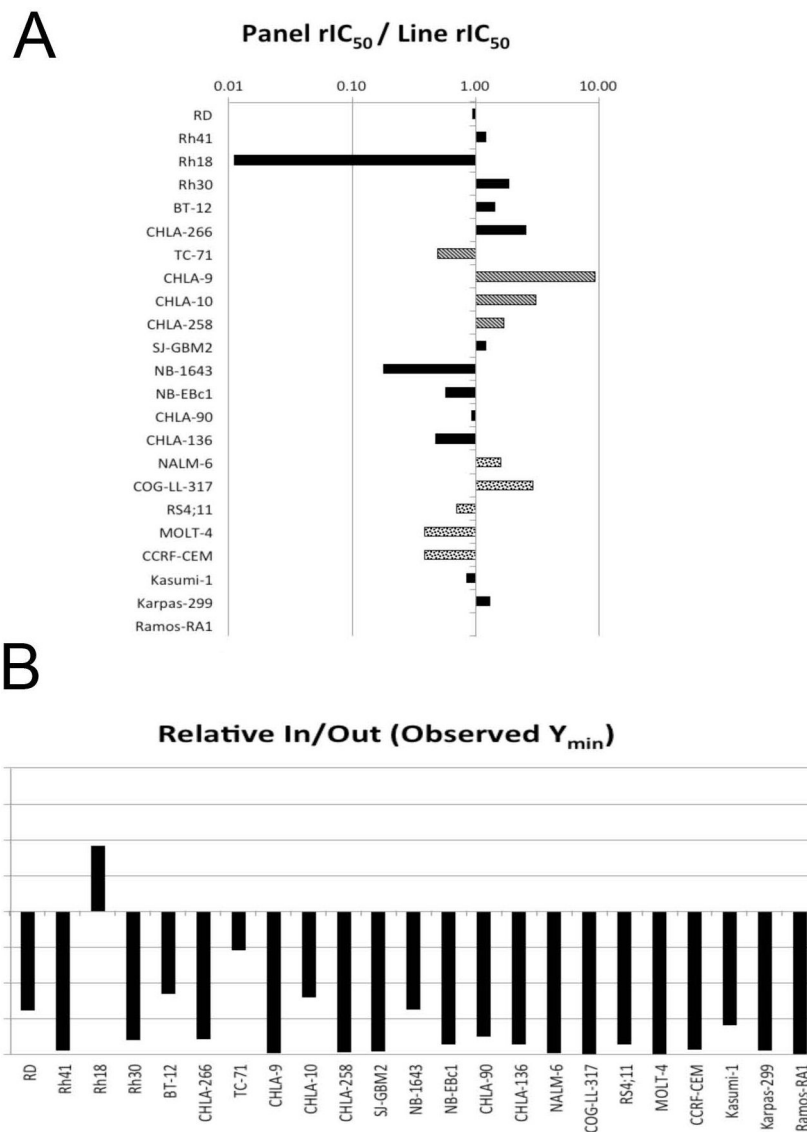 A
Panel rIC50 / Line rIC50
0.01 0.10 1.00 10.00
RD
Rh41
Rh18
Rh30
BT-12
CHLA-266
TC-71
CHLA-9
CHLA-10
CHLA-258
SJ-GBM2
NB-1643
NB-EBc1
CHLA-90
CHLA-136
NALM-6
COG-LL-317
RS4;11
MOLT-4
CCRF-CEM
Kasumi-1
Karpas-299
Ramos-RA1
B
Relative In/Out (Observed Ymin)
RD
Rh41
Rh18
Rh30
BT-12
CHLA-266
TC-71
CHLA-9
CHLA-10
CHLA-258
SJ-GBM2
NB-1643
NB-EBc1
CHLA-90
CHLA-136
NALM-6
COG-LL-317
RS4;11
MOLT-4
CCRF-CEM
Kasumi-1
Karpas-299
Ramos-RA1